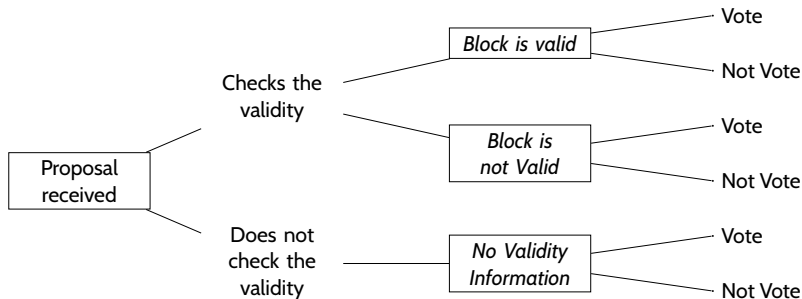 Proposal
received
Checks the
validity
Does not
check the
validity
Block is valid
Block is
not Valid
No Validity
Information
Vote
Not Vote
Vote
Not Vote
Vote
Not Vote